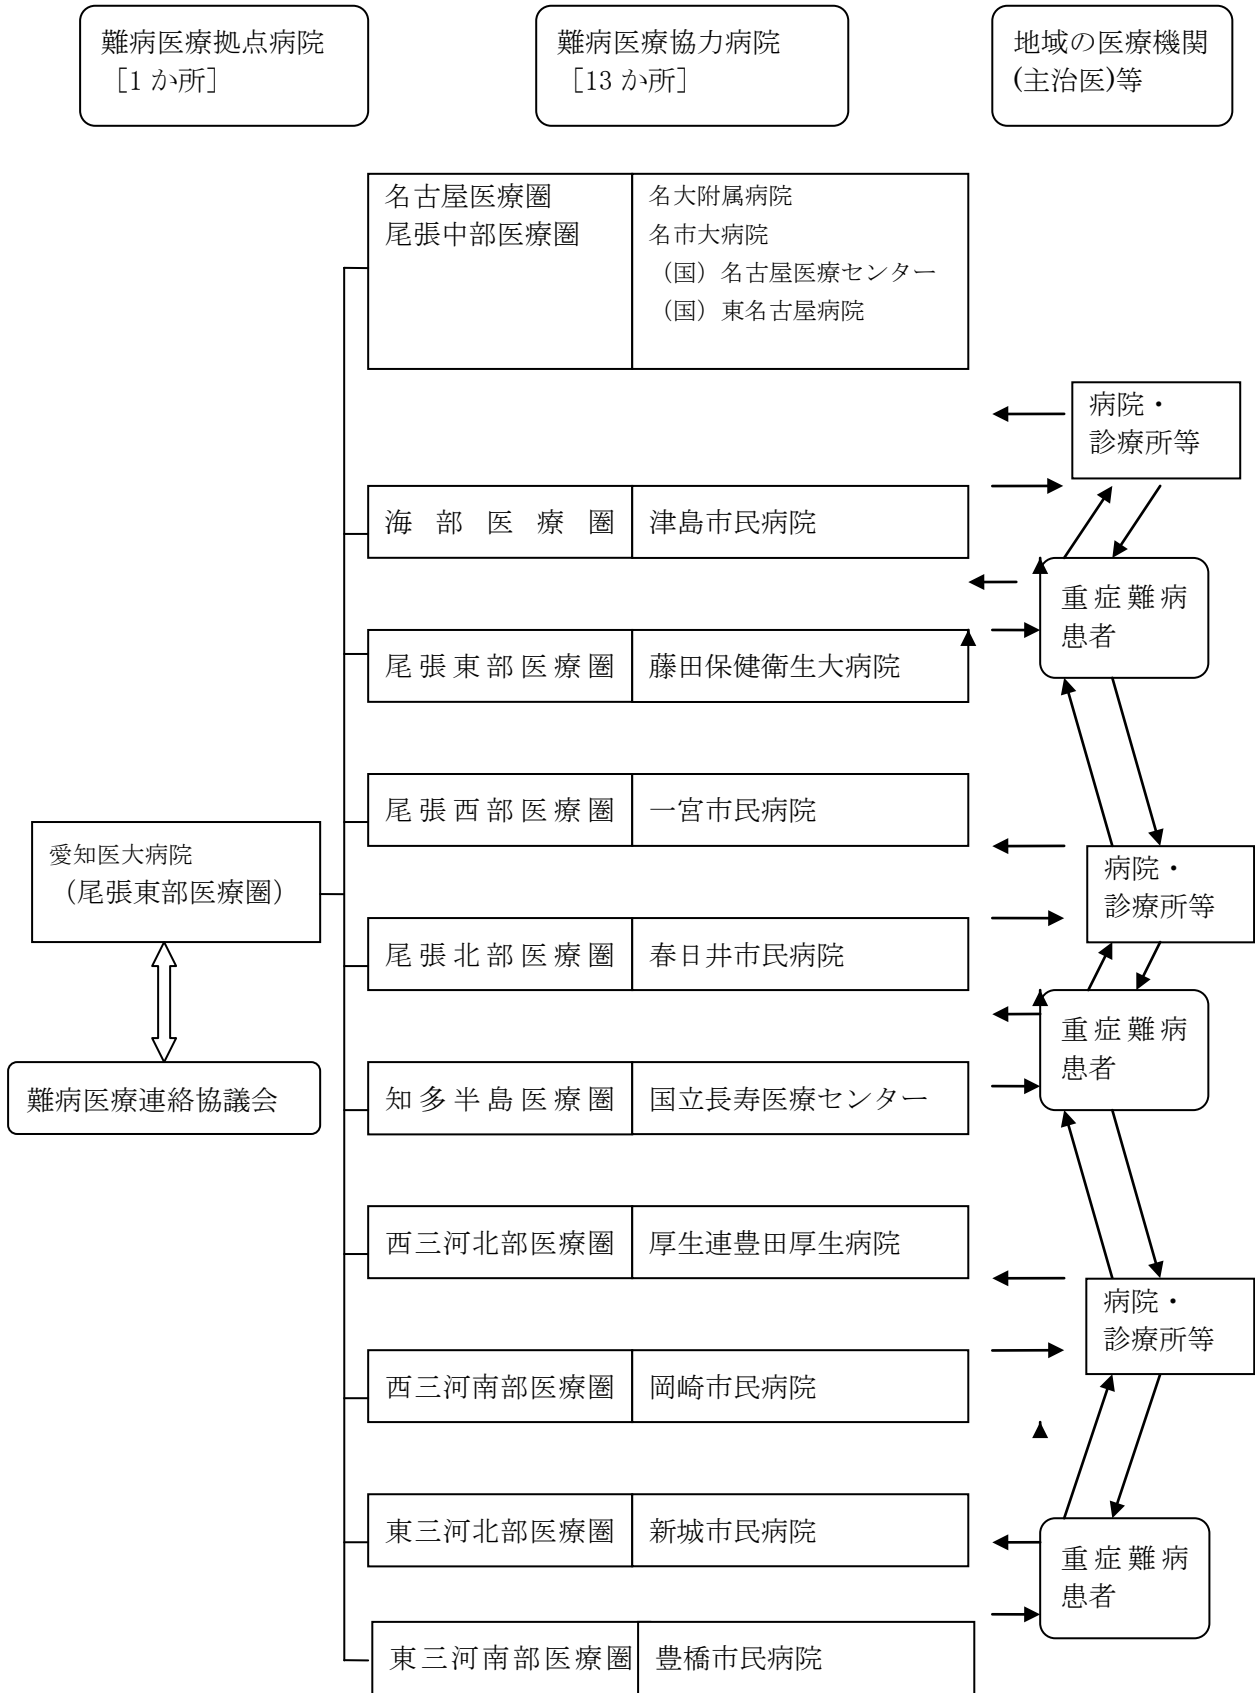 難病医療拠点病院
［1 か所］
難病医療協力病院
［13 か所］
地域の医療機関
(主治医)等
名古屋医療圏
尾張中部医療圏
名大附属病院
名市大病院
（国）名古屋医療センター
（国）東名古屋病院
病院・
診療所等
海部医療圏
津島市民病院
重症難病
患者
尾張東部医療圏
藤田保健衛生大病院
尾張西部医療圏
一宮市民病院
愛知医大病院
（尾張東部医療圏）
病院・
診療所等
尾張北部医療圏
春日井市民病院
重症難病
患者
難病医療連絡協議会
知多半島医療圏
国立長寿医療センター
西三河北部医療圏
厚生連豊田厚生病院
病院・
診療所等
西三河南部医療圏
岡崎市民病院
東三河北部医療圏
新城市民病院
重症難病
患者
東三河南部医療圏
豊橋市民病院